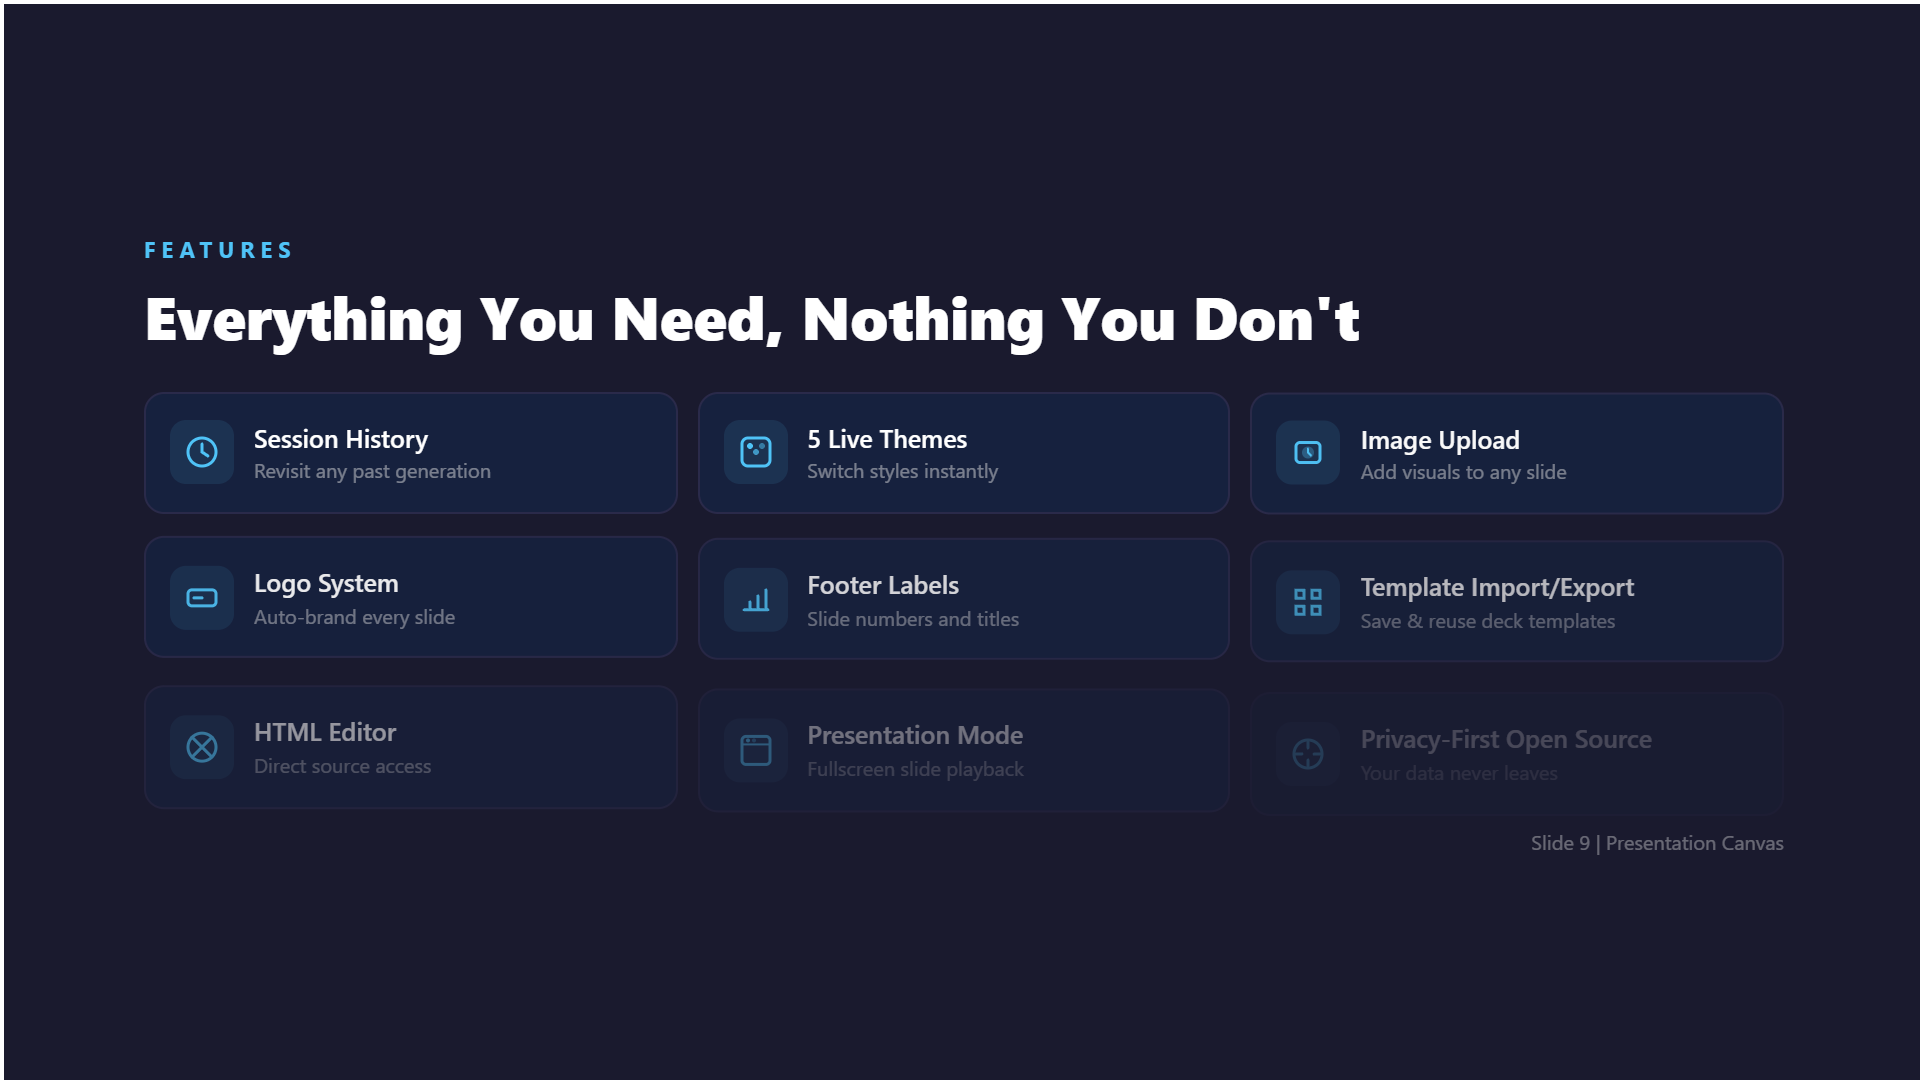 FEATURES
Everything You Need, Nothing You Don't
Session History
Revisit any past generation
5 Live Themes
Switch styles instantly
Image Upload
Add visuals to any slide
Logo System
Auto-brand every slide
Footer Labels
Slide numbers and titles
Template Import/Export
Save & reuse deck templates
HTML Editor
Direct source access
Presentation Mode
Fullscreen slide playback
Privacy-First Open Source
Your data never leaves
Slide 9 | Presentation Canvas